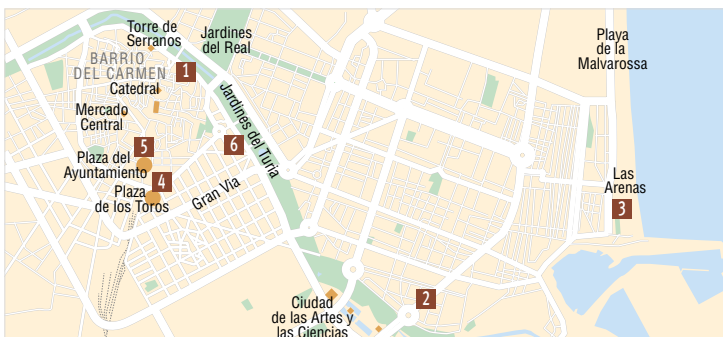 Torre de
Serranos
Jardines
del Real
Playa
de la
Malvarossa
BARRIO
DEL CARMEN
1
Catedral
Mercado
Central
Jardines del Turia
5
6
Plaza del
Ayuntamiento
4
Plaza
de los Toros
Gran Via
Las
Arenas
3
2
Ciudad
de las Artes y
las Ciencias